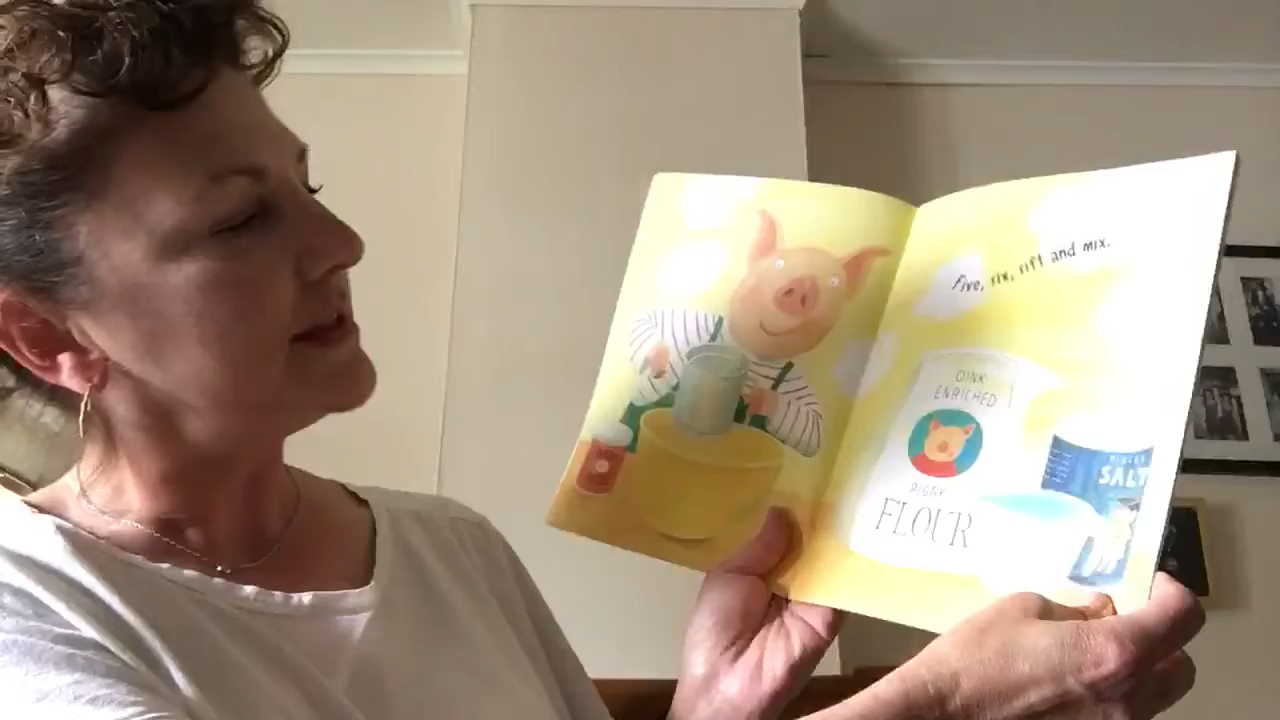 Five, six, sift and mix.
OINK
ENRICHED
PIGGY
FLOUR
SALT